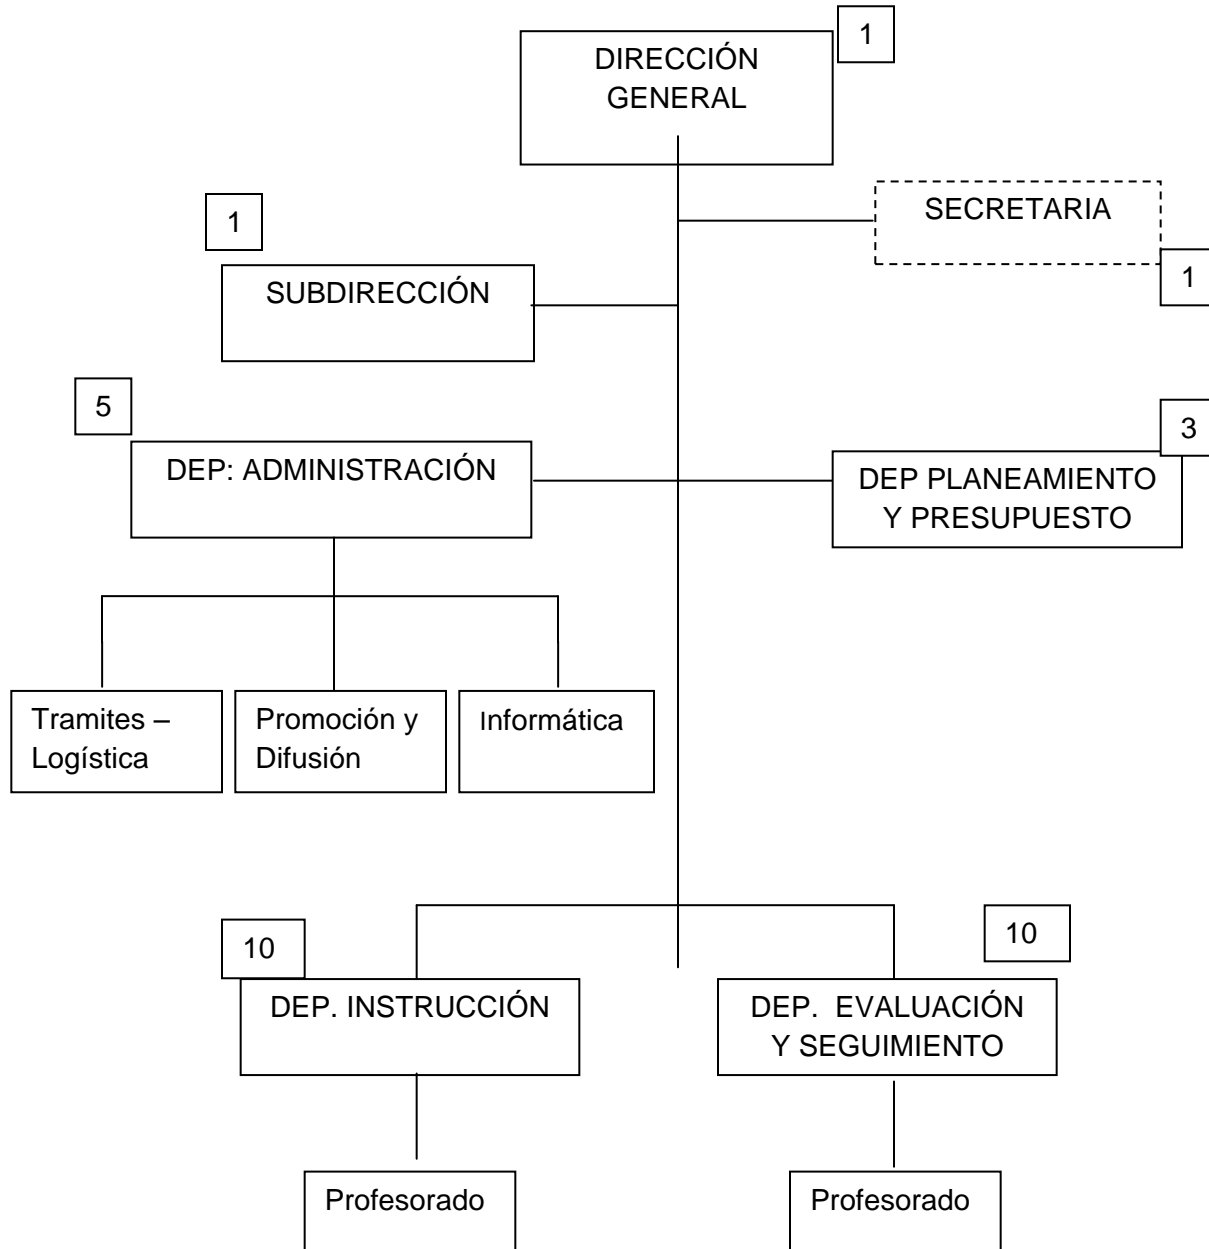 1
DIRECCIÓN
GENERAL
SECRETARIA
1
1
SUBDIRECCIÓN
5
DEP: ADMINISTRACIÓN
3
DEP PLANEAMIENTO
Y PRESUPUESTO
Tramites –
Logística
Promoción y
Difusión
Informática
10
DEP. INSTRUCCIÓN
10
DEP.  EVALUACIÓN
Y SEGUIMIENTO
Profesorado
Profesorado